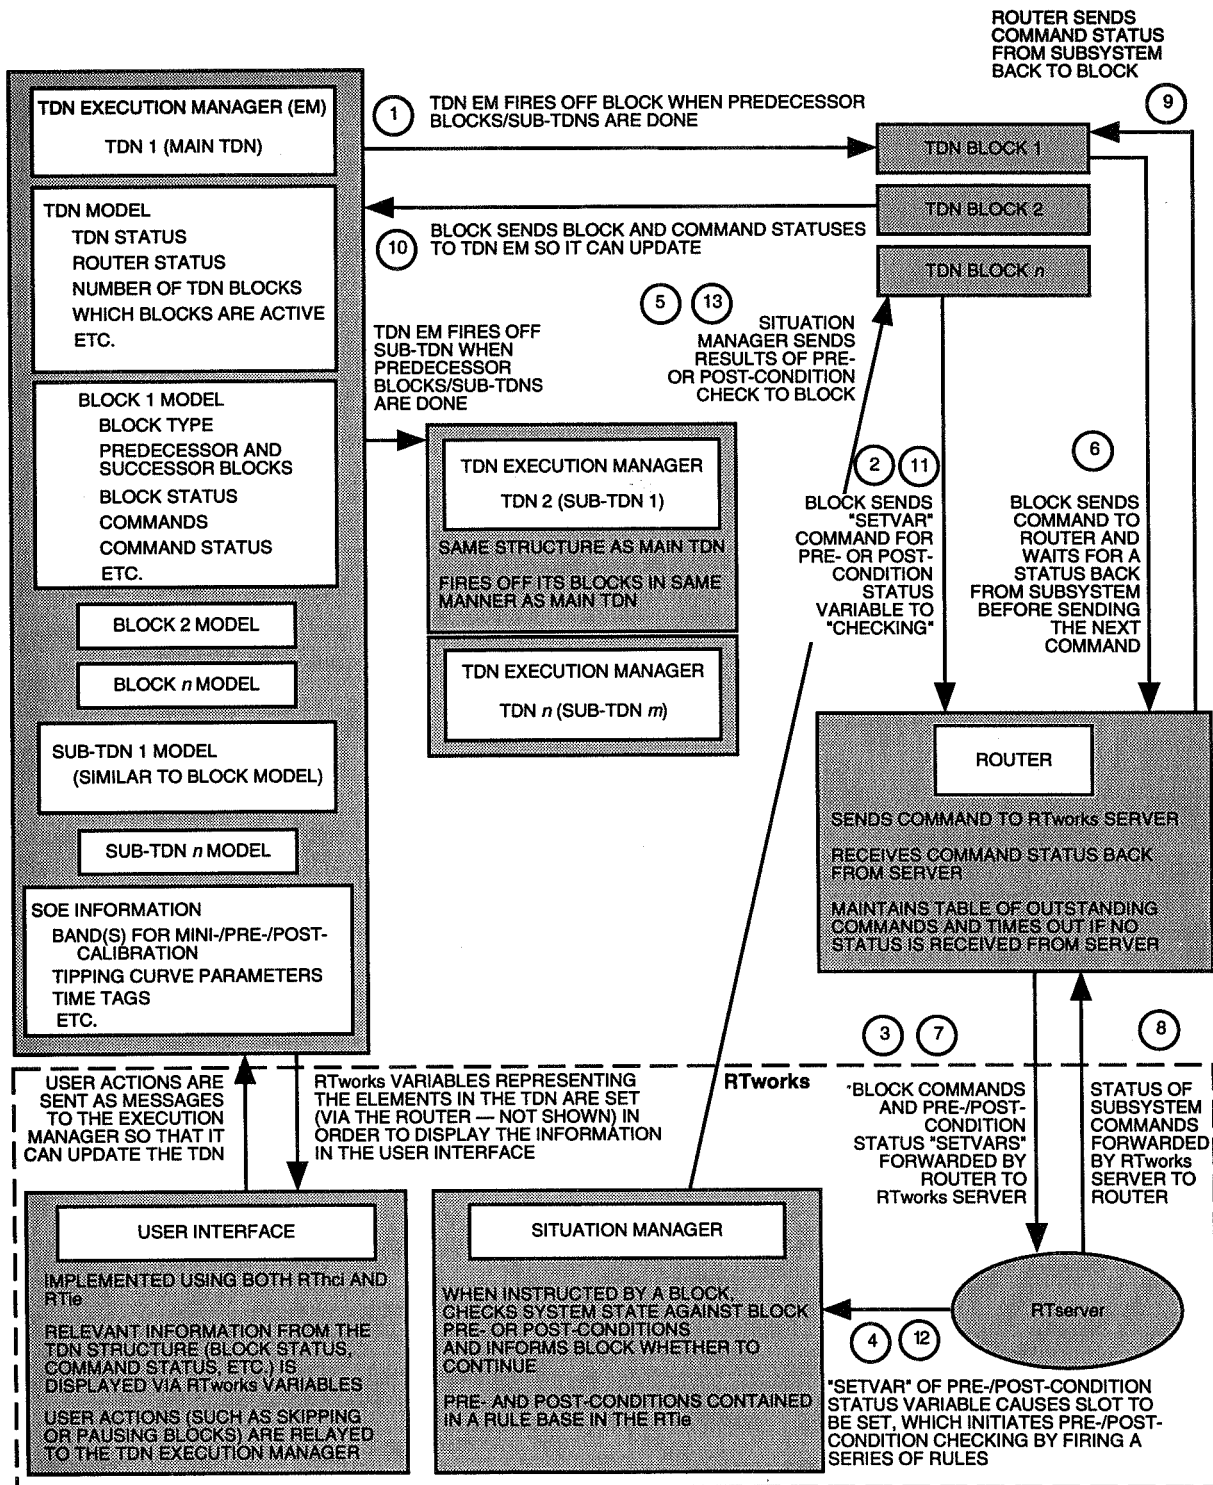 ROUTER SENDS
COMMAND STATUS
FROM SUBSYSTEM
BACK TO BLOCK
9
TDN EXECUTION MANAGER (EM)
TDN 1 (MAIN TDN)
1
TDN EM FIRES OFF BLOCK WHEN PREDECESSOR
BLOCKS/SUB-TDNS ARE DONE
TDN BLOCK 1
TDN BLOCK 2
TDN BLOCK n
10
BLOCK SENDS BLOCK AND COMMAND STATUSES
TO TDN EM SO IT CAN UPDATE
TDN MODEL
TDN STATUS
ROUTER STATUS
NUMBER OF TDN BLOCKS
WHICH BLOCKS ARE ACTIVE
ETC.
5
13
SITUATION
MANAGER SENDS
RESULTS OF PRE-
OR POST-CONDITION
CHECK TO BLOCK
TDN EM FIRES OFF
SUB-TDN WHEN
PREDECESSOR
BLOCKS/SUB-TDNS
ARE DONE
BLOCK 1 MODEL
BLOCK TYPE
PREDECESSOR AND
SUCCESSOR BLOCKS
BLOCK STATUS
COMMANDS
COMMAND STATUS
ETC.
TDN EXECUTION MANAGER
TDN 2 (SUB-TDN 1)
SAME STRUCTURE AS MAIN TDN
FIRES OFF ITS BLOCKS IN SAME
MANNER AS MAIN TDN
2
11
BLOCK SENDS
"SETVAR"
COMMAND FOR
PRE- OR POST-
CONDITION
STATUS
VARIABLE TO
"CHECKING"
6
BLOCK SENDS
COMMAND TO
ROUTER AND
WAITS FOR A
STATUS BACK
FROM SUBSYSTEM
BEFORE SENDING
THE NEXT
COMMAND
BLOCK 2 MODEL
BLOCK n MODEL
TDN EXECUTION MANAGER
TDN n (SUB-TDN m)
SUB-TDN 1 MODEL
(SIMILAR TO BLOCK MODEL)
SUB-TDN n MODEL
ROUTER
SENDS COMMAND TO RTworks SERVER
RECEIVES COMMAND STATUS BACK
FROM SERVER
MAINTAINS TABLE OF OUTSTANDING
COMMANDS AND TIMES OUT IF NO
STATUS IS RECEIVED FROM SERVER
SOE INFORMATION
BAND(S) FOR MINI-/PRE-/POST-
CALIBRATION
TIPPING CURVE PARAMETERS
TIME TAGS
ETC.
3
7
8
USER ACTIONS ARE
SENT AS MESSAGES
TO THE EXECUTION
MANAGER SO THAT IT
CAN UPDATE THE TDN
RTworks VARIABLES REPRESENTING
THE ELEMENTS IN THE TDN ARE SET
(VIA THE ROUTER — NOT SHOWN) IN
ORDER TO DISPLAY THE INFORMATION
IN THE USER INTERFACE
RTworks
"BLOCK COMMANDS
AND PRE-/POST-
CONDITION
STATUS "SETVARS"
FORWARDED BY
ROUTER TO
RTworks SERVER
STATUS OF
SUBSYSTEM
COMMANDS
FORWARDED
BY RTworks
SERVER TO
ROUTER
USER INTERFACE
IMPLEMENTED USING BOTH RThci AND
RTie
RELEVANT INFORMATION FROM THE
TDN STRUCTURE (BLOCK STATUS,
COMMAND STATUS, ETC.) IS
DISPLAYED VIA RTworks VARIABLES
USER ACTIONS (SUCH AS SKIPPING
OR PAUSING BLOCKS) ARE RELAYED
TO THE TDN EXECUTION MANAGER
SITUATION MANAGER
WHEN INSTRUCTED BY A BLOCK,
CHECKS SYSTEM STATE AGAINST BLOCK
PRE- OR POST-CONDITIONS
AND INFORMS BLOCK WHETHER TO
CONTINUE
PRE- AND POST-CONDITIONS CONTAINED
IN A RULE BASE IN THE RTie
RTserver
4
12
"SETVAR" OF PRE-/POST-CONDITION
STATUS VARIABLE CAUSES SLOT TO
BE SET, WHICH INITIATES PRE-/POST-
CONDITION CHECKING BY FIRING A
SERIES OF RULES